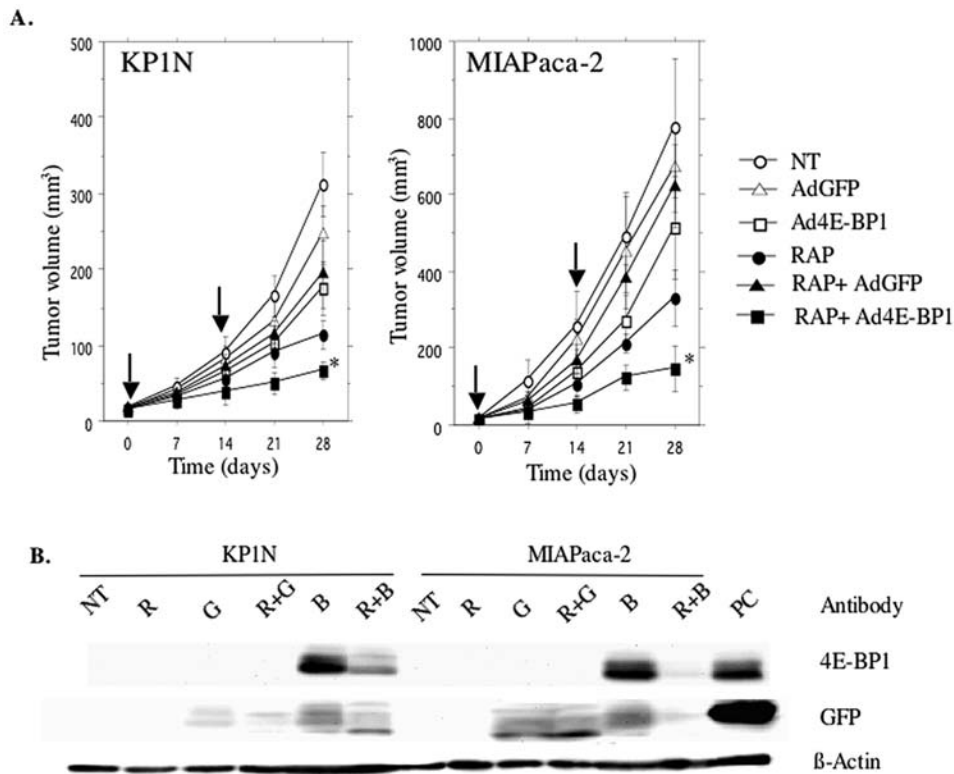 A.
KP1N
MIAPaca-2
500
400
300
200
100
0
Tumor volume (mm³)
0 7 14 21 28
Time (days)
*
1000
800
600
400
200
0
Tumor volume (mm³)
0 7 14 21 28
Time (days)
*
NT
AdGFP
Ad4E-BP1
RAP
RAP+ AdGFP
RAP+ Ad4E-BP1
B.
KP1N
MIAPaca-2
NT R G R+G B R+B NT R G R+G B R+B PC
Antibody
4E-BP1
GFP
ß-Actin